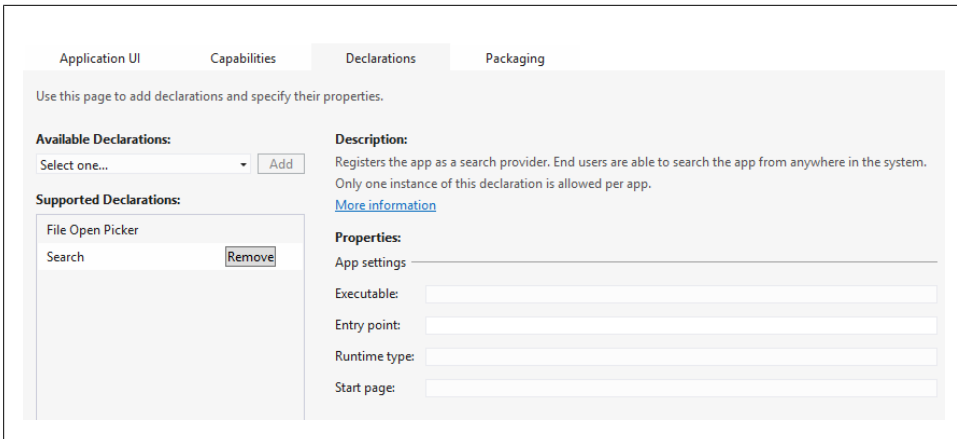 Application UI Capabilities Declarations Packaging
Use this page to add declarations and specify their properties.
Available Declarations:
Select one... Add
Supported Declarations:
File Open Picker
Search Remove
Description:
Registers the app as a search provider. End users are able to search the app from anywhere in the system.
Only one instance of this declaration is allowed per app.
More information
Properties:
App settings
Executable:
Entry point:
Runtime type:
Start page: